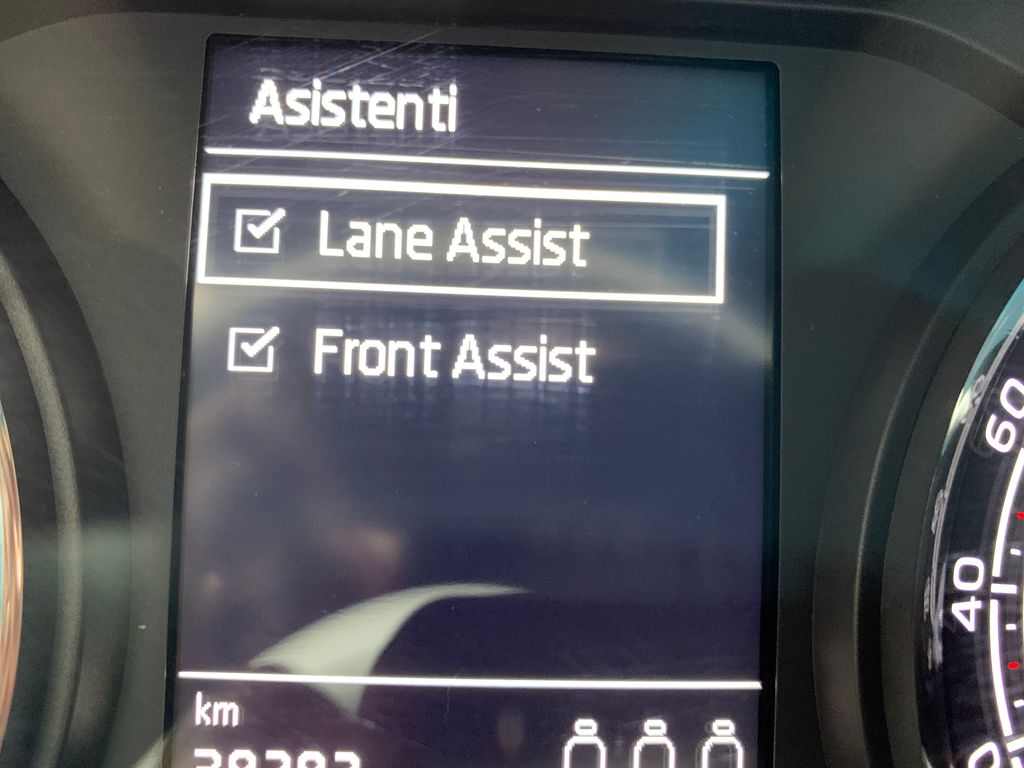 Asistenti
Lane Assist
Front Assist
km
60
40